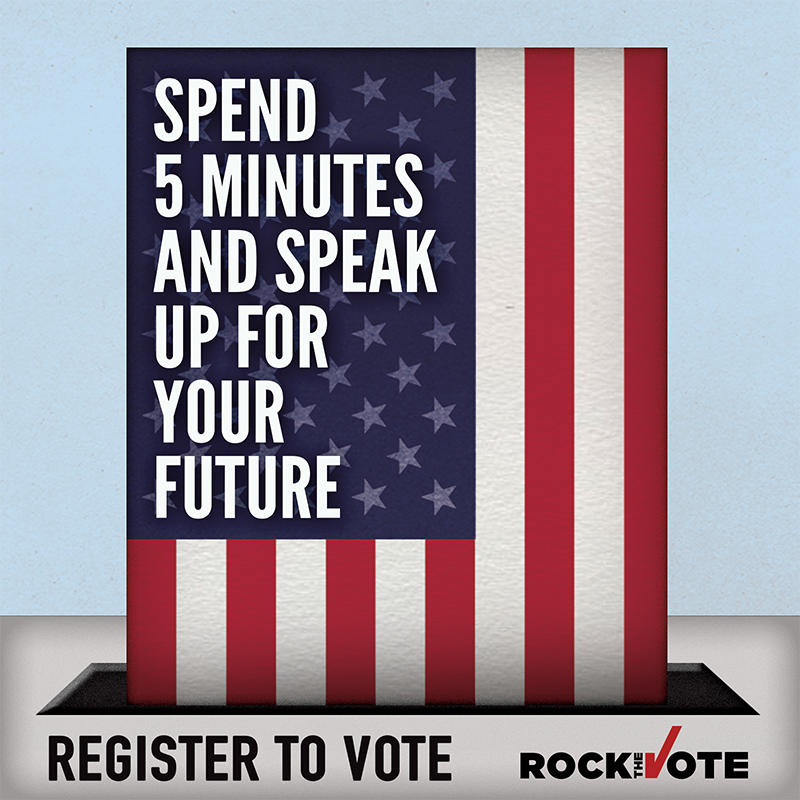 SPEND
5 MINUTES
AND SPEAK
UP FOR
YOUR
FUTURE
REGISTER TO VOTE
ROCK THE VOTE